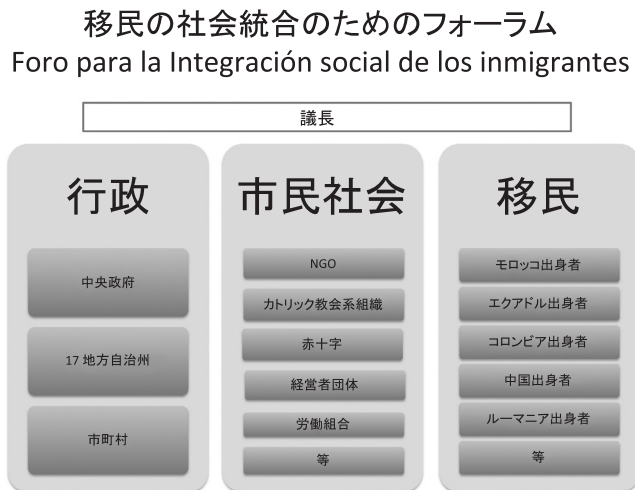 移民の社会統合のためのフォーラム
Foro para la Integración social de los inmigrantes
議長
行政
中央政府
17 地方自治州
市町村
市民社会
NGO
カトリック教会系組織
赤十字
経営者団体
労働組合
等
移民
モロッコ出身者
エクアドル出身者
コロンビア出身者
中国出身者
ルーマニア出身者
等